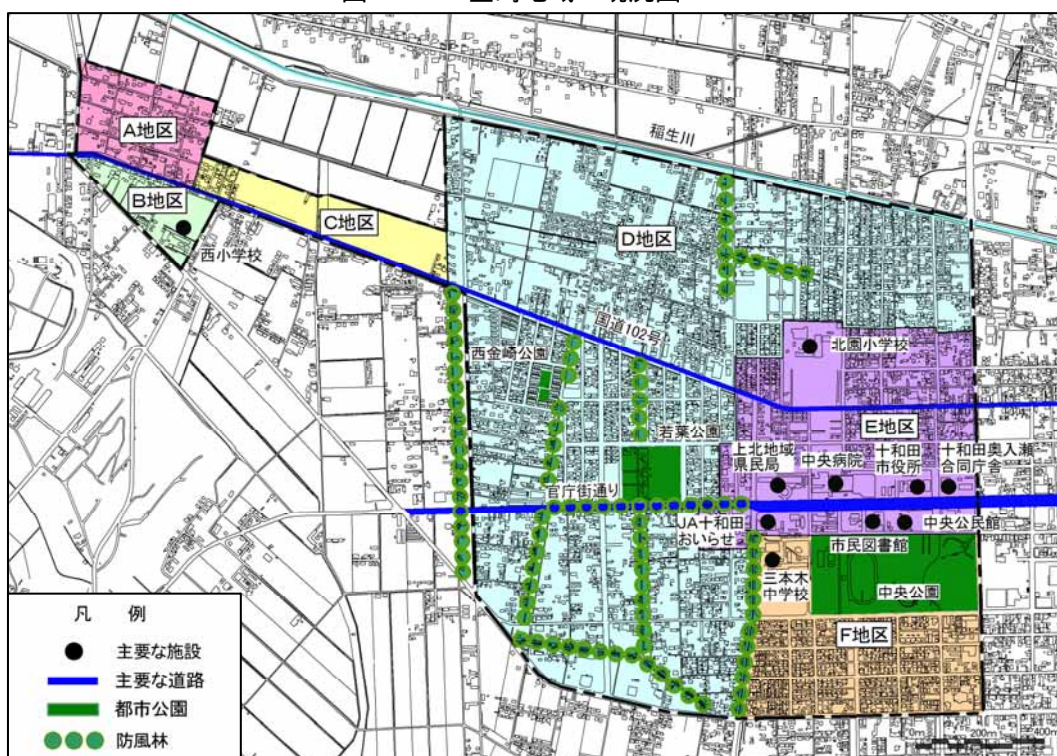 A地区
B地区
西小学校
C地区
稲生川
D地区
国道102号
北園小学校
西金崎公園
E地区
若葉公園
上北地域
県民局
中央病院
十和田
市役所
十和田奥入瀬
合同庁舎
官庁街通り
JA十和田
おいらせ
中央公民館
市民図書館
三本木
中学校
中央公園
F地区
凡 例
主要な施設
主要な道路
都市公園
防風林
0m
200m